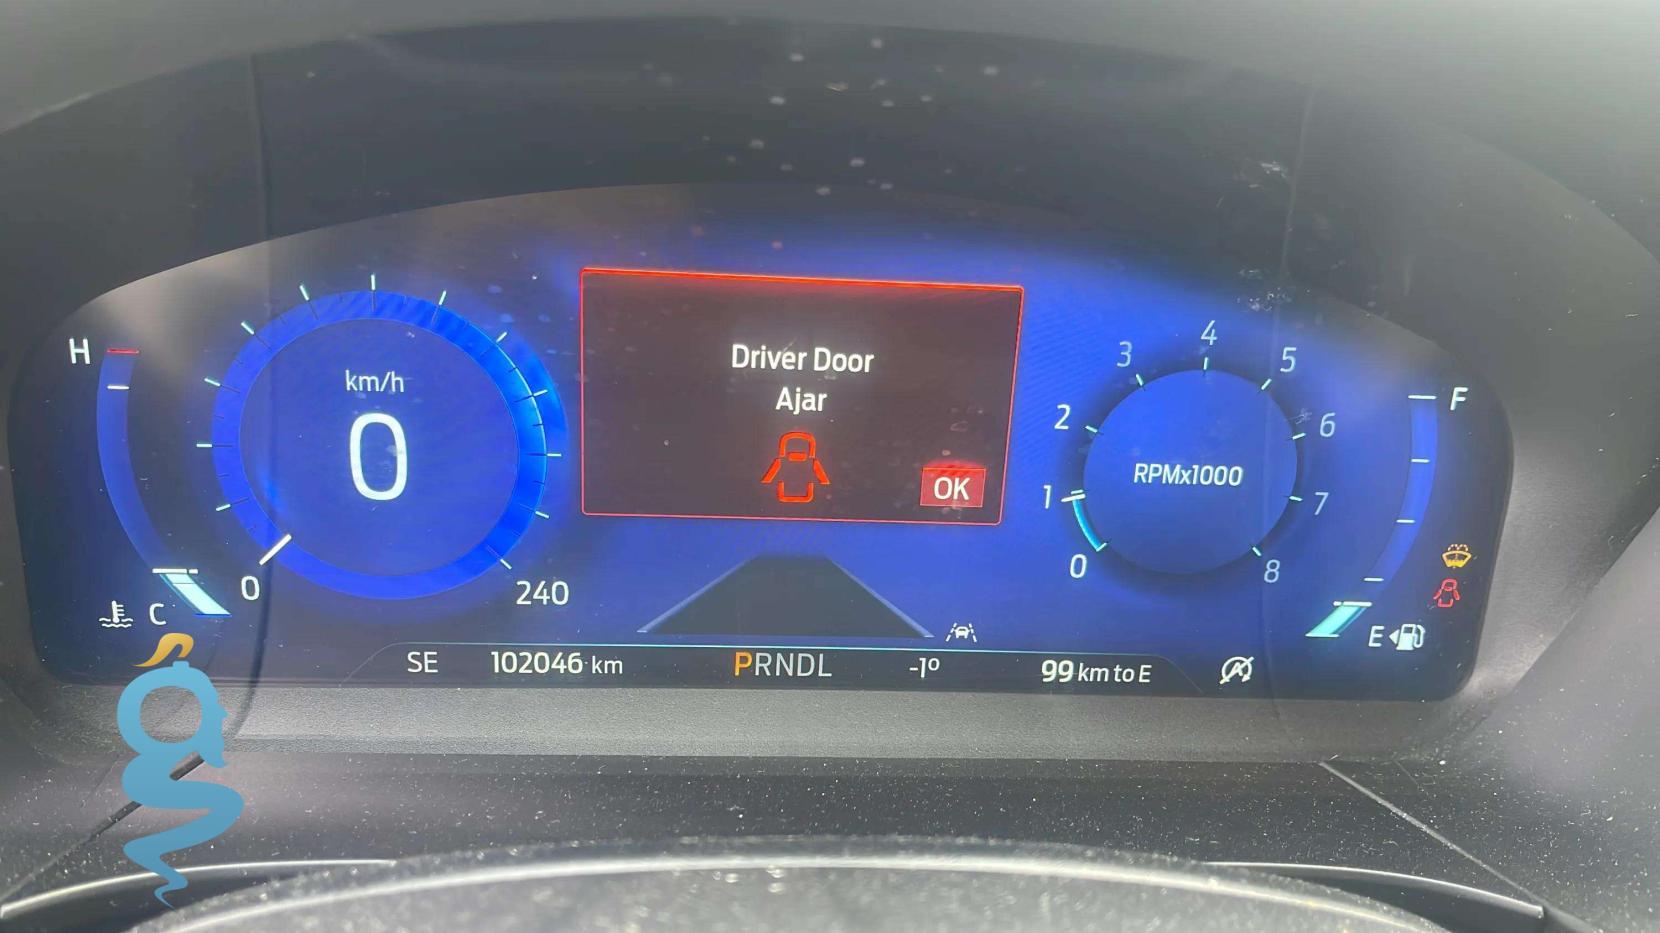 Driver Door
Ajar
OK
H
km/h
0
0
240
C
RPMx1000
0
1
2
3
4
5
6
7
8
F
E
SE
102046 km
PRNDL
-1º
99 km to E